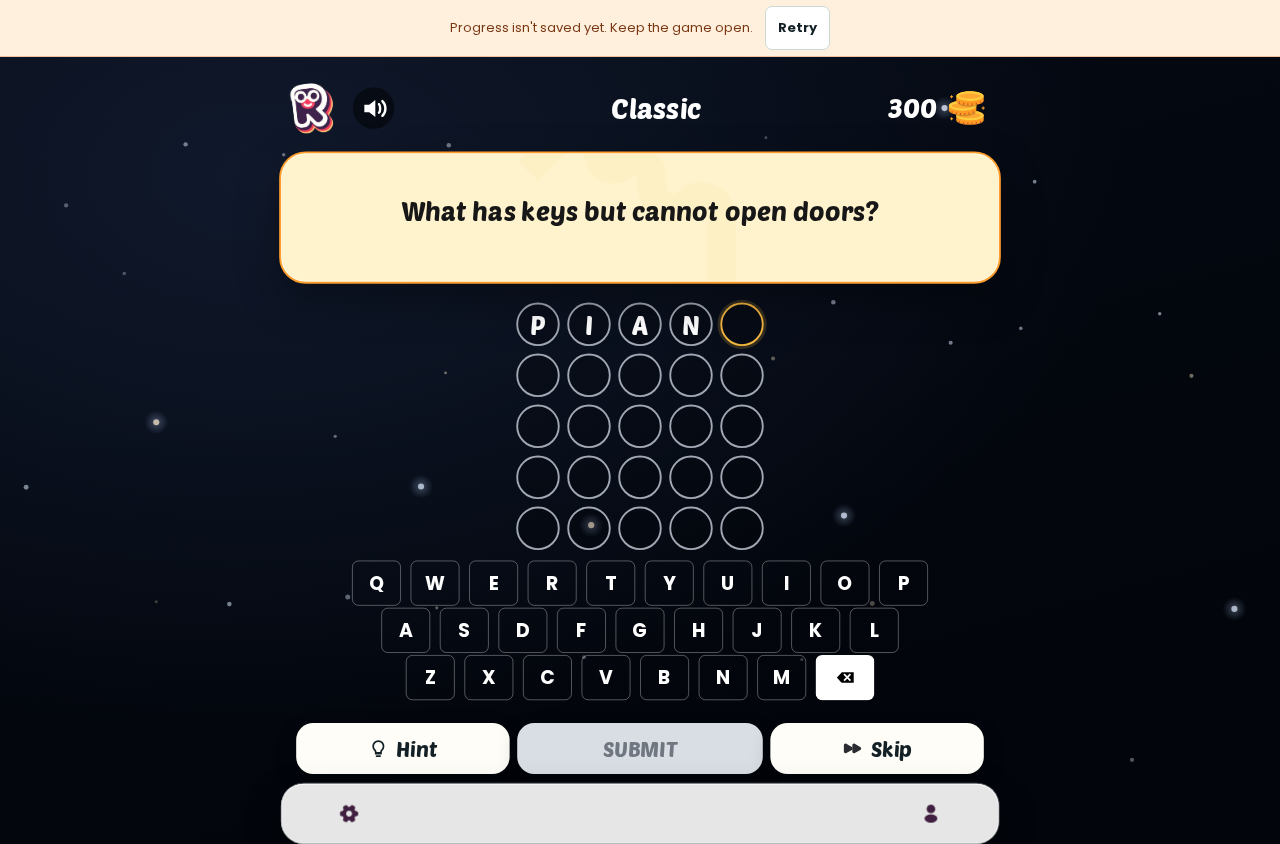 Progress isn't saved yet. Keep the game open. Retry
R Classic 300
What has keys but cannot open doors?
P I A N
Q W E R T Y U I O P
A S D F G H J K L
Z X C V B N M
Hint SUBMIT Skip